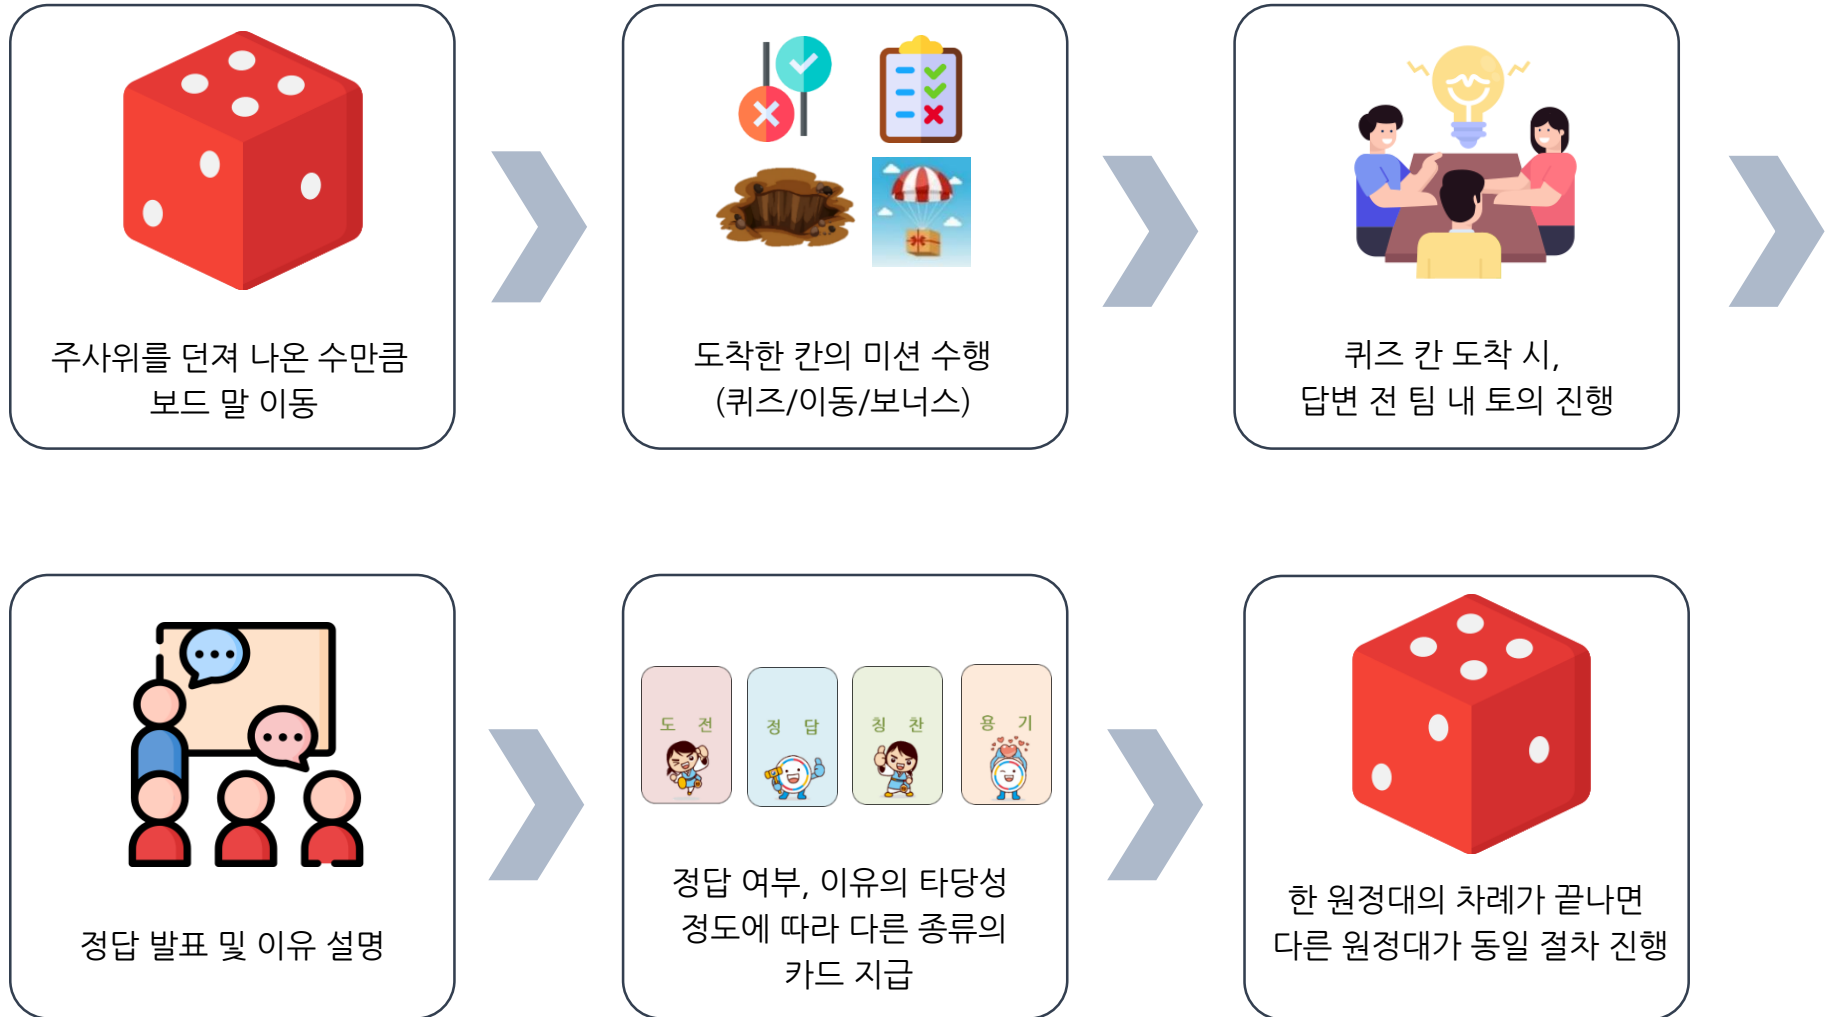 주사위를 던져 나온 수만큼
보드 말 이동
도착한 칸의 미션 수행
(퀴즈/이동/보너스)
퀴즈 칸 도착 시,
답변 전 팀 내 토의 진행
정답 발표 및 이유 설명
도 전
정 답
칭 찬
용 기
정답 여부, 이유의 타당성
정도에 따라 다른 종류의
카드 지급
한 원정대의 차례가 끝나면
다른 원정대가 동일 절차 진행